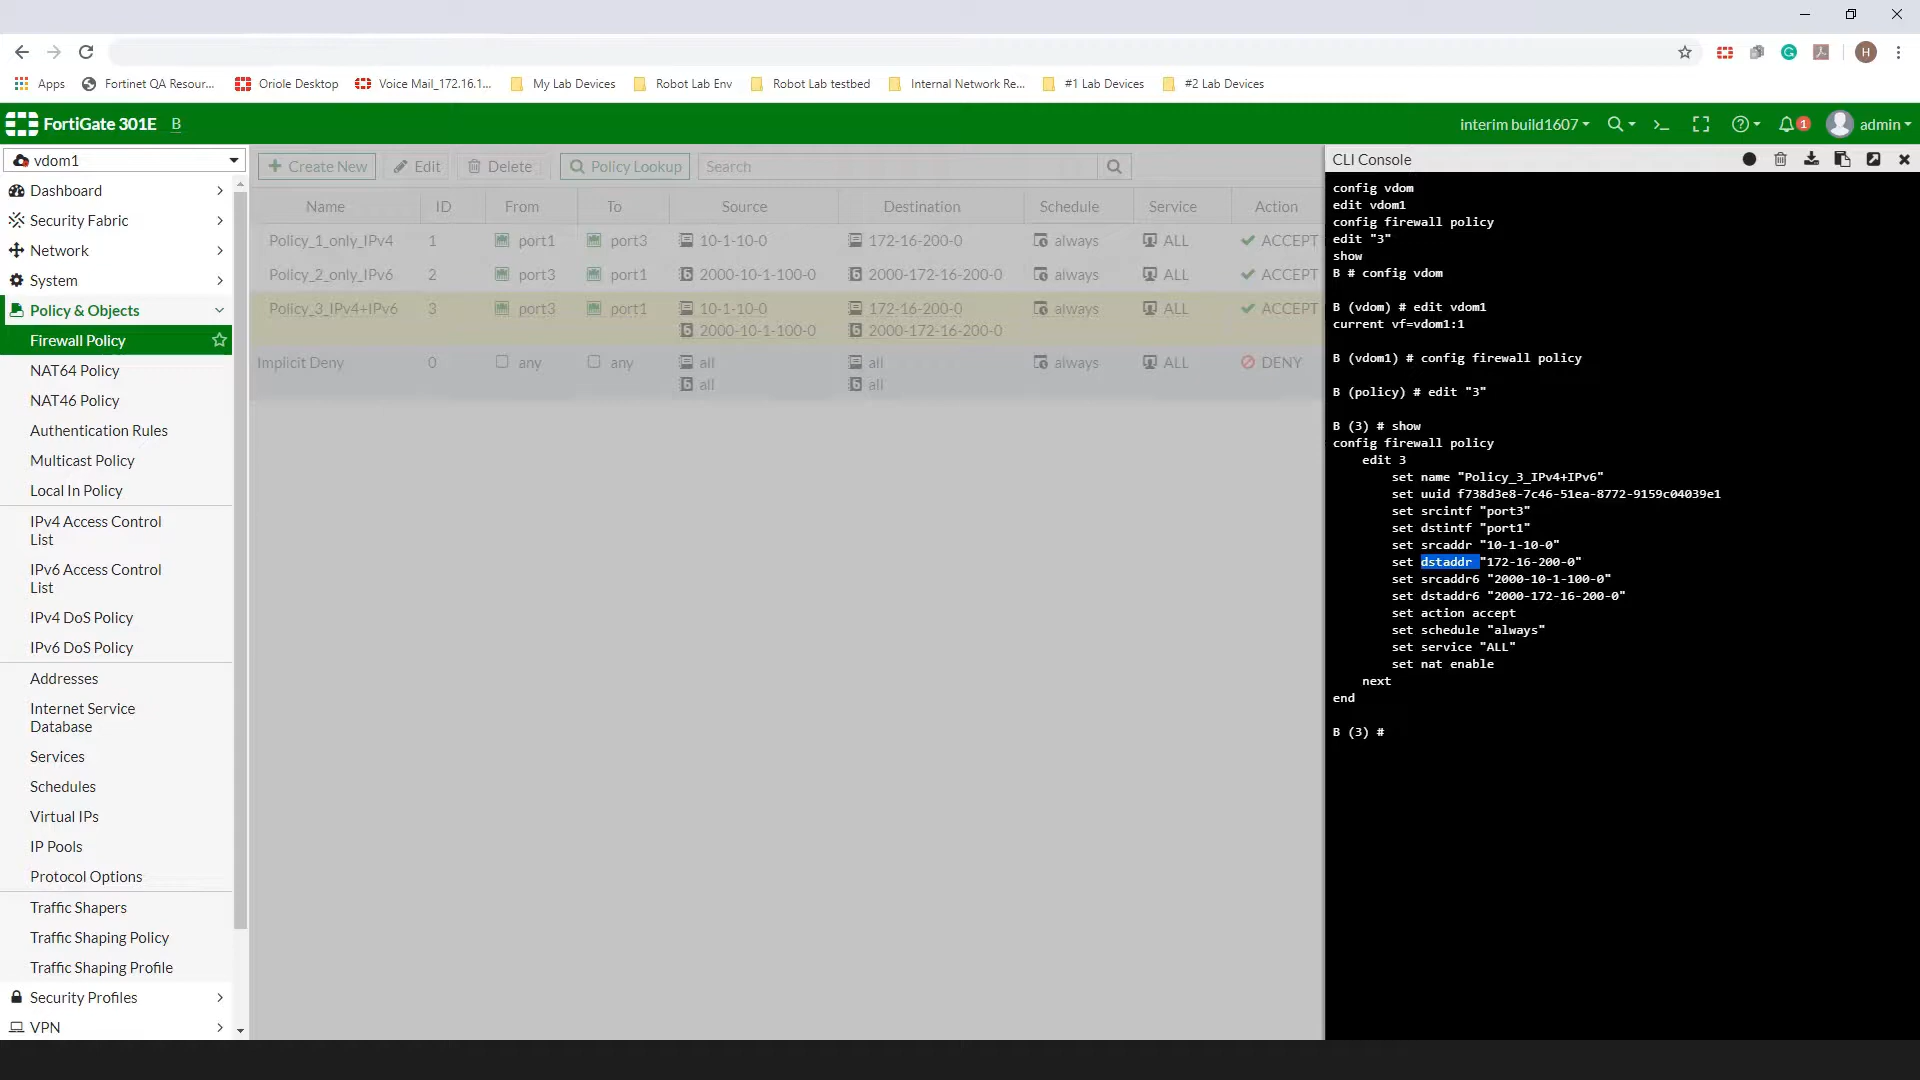 Apps
Fortinet QA Resour...
Oriole Desktop
Voice Mail_172.16.1...
My Lab Devices
Robot Lab Env
Robot Lab testbed
Internal Network Re...
#1 Lab Devices
#2 Lab Devices
H
FortiGate 301E
B
interim build1607
1
admin
vdom1
Dashboard
Security Fabric
Network
System
Policy & Objects
Firewall Policy
NAT64 Policy
NAT46 Policy
Authentication Rules
Multicast Policy
Local In Policy
IPv4 Access Control
List
IPv6 Access Control
List
IPv4 DoS Policy
IPv6 DoS Policy
Addresses
Internet Service
Database
Services
Schedules
Virtual IPs
IP Pools
Protocol Options
Traffic Shapers
Traffic Shaping Policy
Traffic Shaping Profile
Security Profiles
VPN
Create New Edit Delete Policy Lookup Search
Name ID From To Source Destination Schedule Service Action
Policy_1_only_IPv4 1 port1 port3 10-1-10-0 172-16-200-0 always ALL ACCEPT
Policy_2_only_IPv6 2 port3 port1 2000-10-1-100-0 2000-172-16-200-0 always ALL ACCEPT
Policy_3_IPv4+IPv6 3 port3 port1 10-1-10-0 172-16-200-0 always ALL ACCEPT
2000-10-1-100-0 2000-172-16-200-0
Implicit Deny 0 any any all all always ALL DENY
all all
CLI Console
config vdom
edit vdom1
config firewall policy
edit "3"
show
B # config vdom
B (vdom) # edit vdom1
current vf=vdom1:1
B (vdom1) # config firewall policy
B (policy) # edit "3"
B (3) # show
config firewall policy
edit 3
set name "Policy_3_IPv4+IPv6"
set uuid f738d3e8-7c46-51ea-8772-9159c04039e1
set srcintf "port3"
set dstintf "port1"
set srcaddr "10-1-10-0"
set dstaddr "172-16-200-0"
set srcaddr6 "2000-10-1-100-0"
set dstaddr6 "2000-172-16-200-0"
set action accept
set schedule "always"
set service "ALL"
set nat enable
next
end
B (3) #